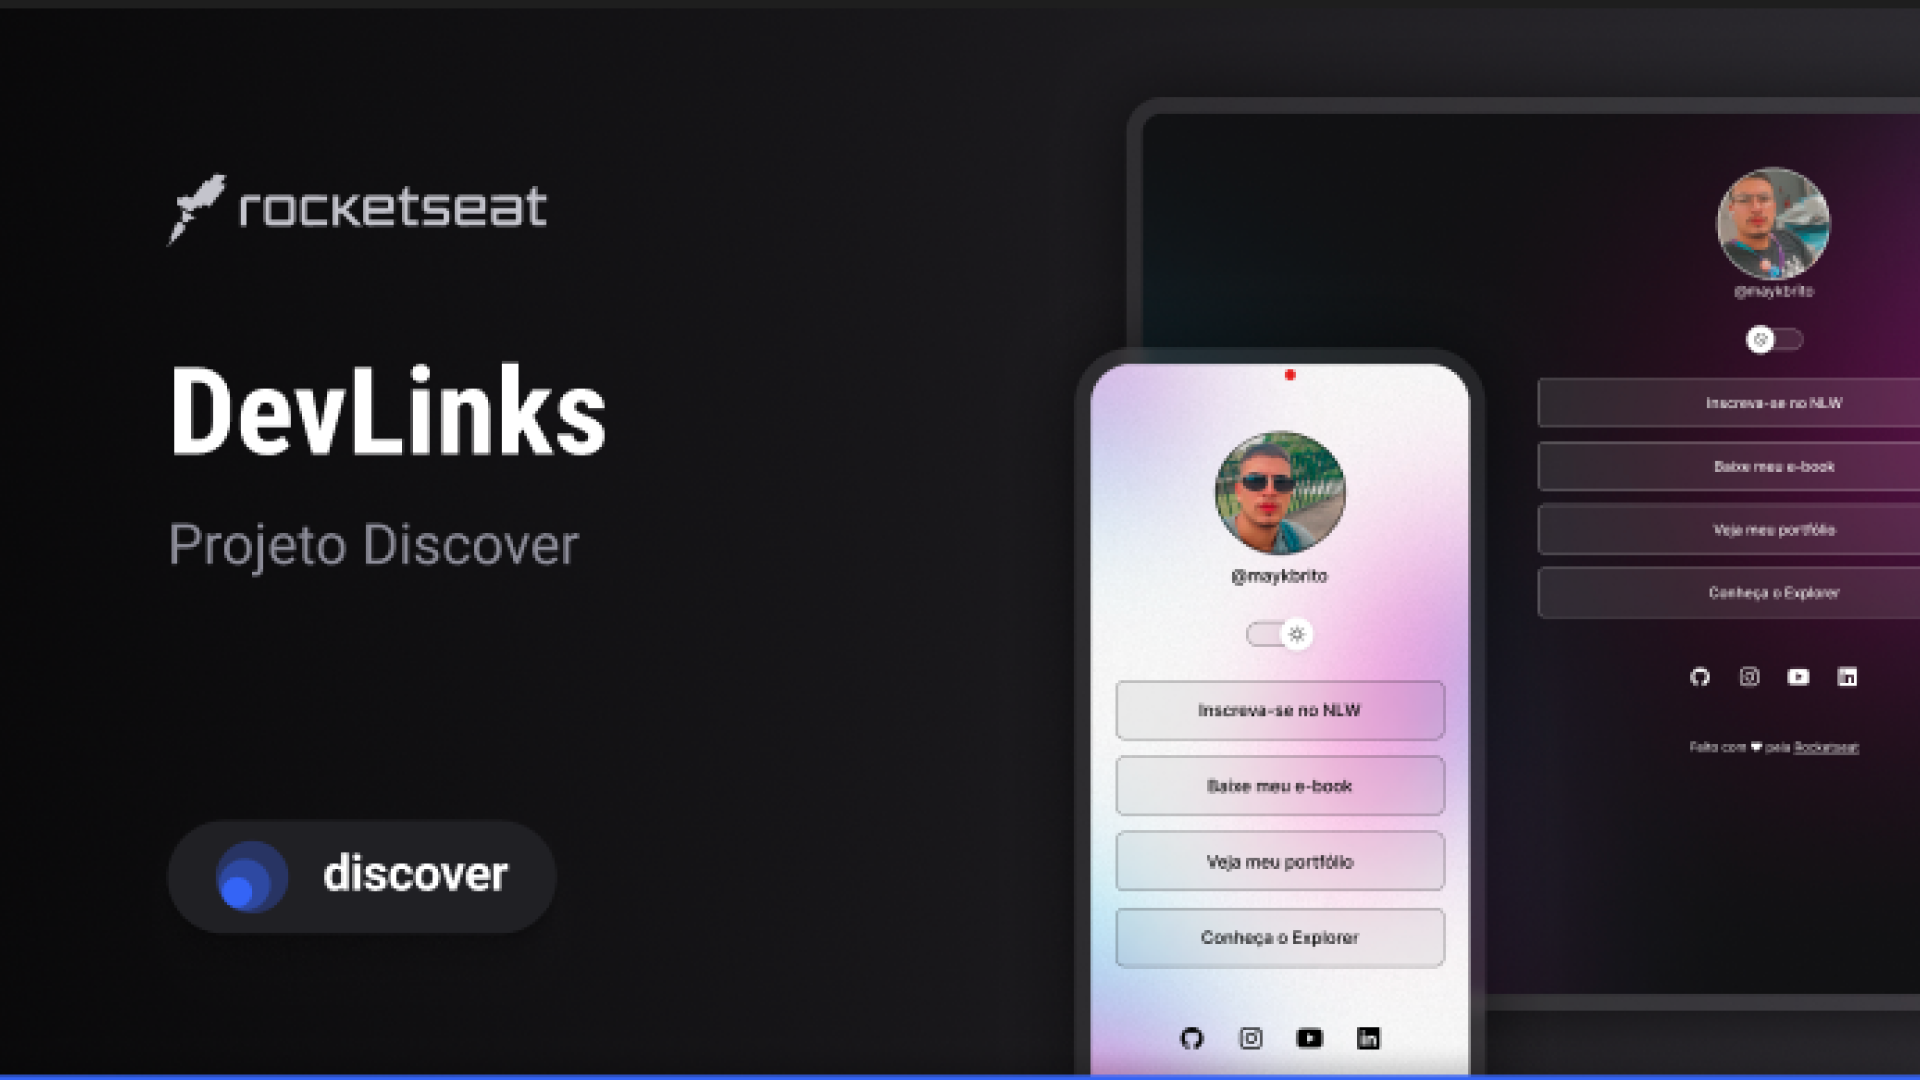 rocketseat
DevLinks
Projeto Discover
discover
@maykbrito
Inscreva-se no NLW
Baixe meu e-book
Veja meu portfólio
Conheça o Explorer
@maykbrito
Inscreva-se no NLW
Baixe meu e-book
Veja meu portfólio
Conheça o Explorer
Feito com ♥ pela Rocketseat